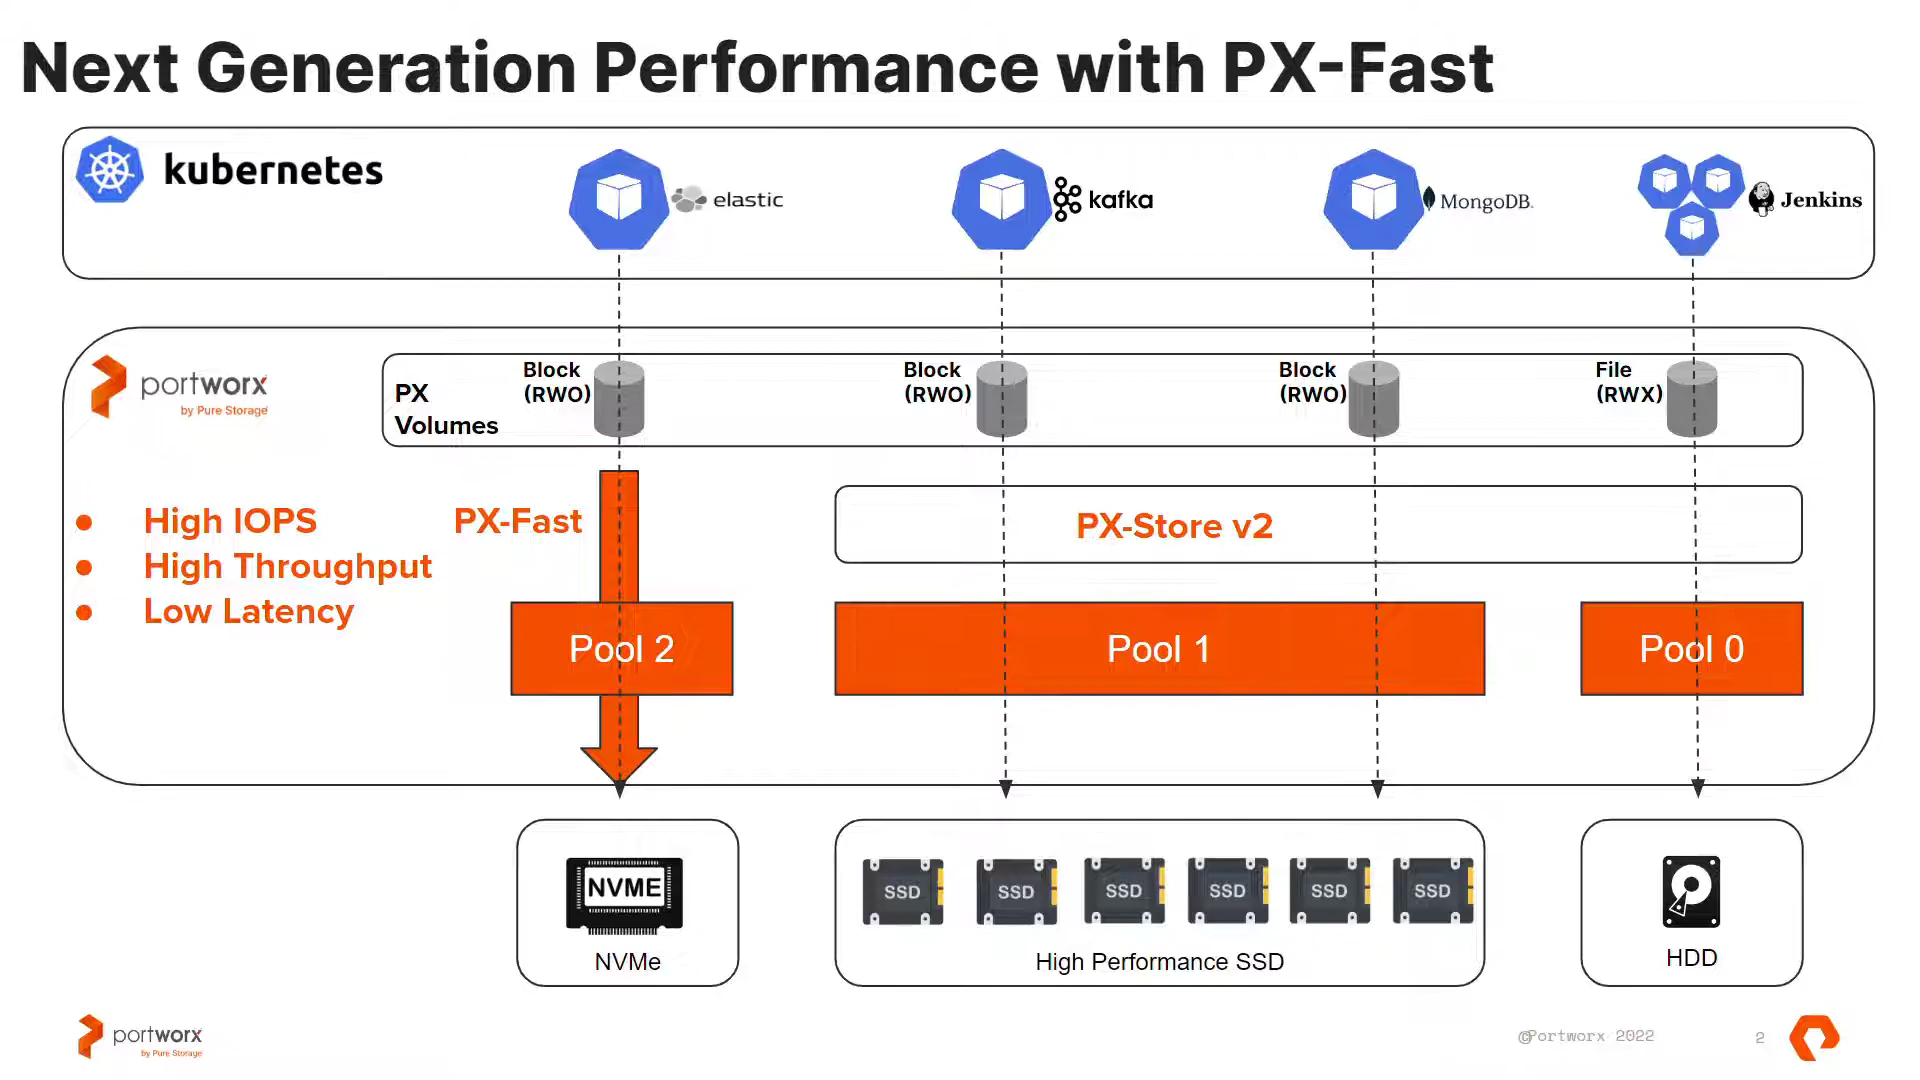 Next Generation Performance with PX-Fast
kubernetes
elastic
kafka
MongoDB.
Jenkins
portworx
by Pure Storage
PX
Volumes
Block
(RWO)
Block
(RWO)
Block
(RWO)
File
(RWX)
High IOPS
High Throughput
Low Latency
PX-Fast
PX-Store v2
Pool 2
Pool 1
Pool 0
NVME
NVMe
SSD
SSD
SSD
SSD
SSD
SSD
High Performance SSD
HDD
portworx
by Pure Storage
©Portworx 2022
2